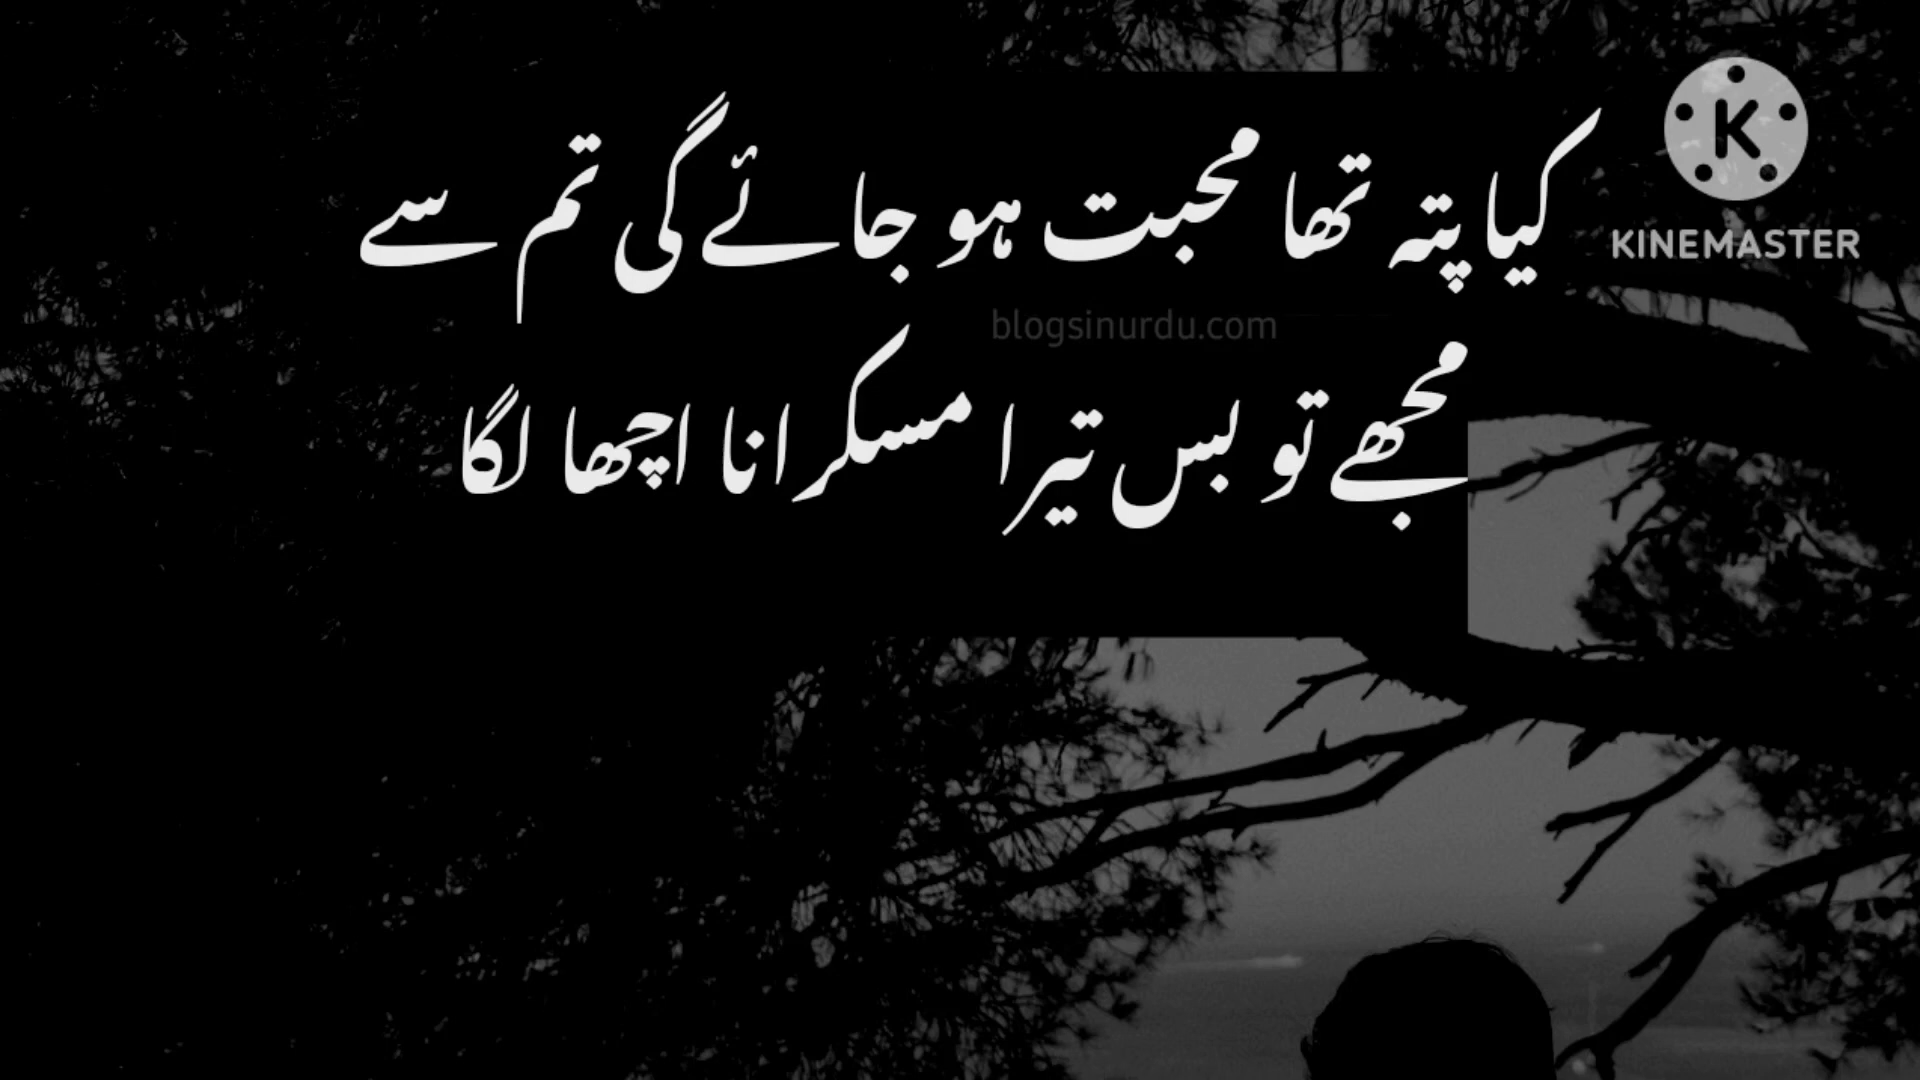 کیا پتہ تھا محبت ہو جائے گی تم سے
KINEMASTER
blogsinurdu.com
مجھے تو بس تیرا مسکرانا اچھا لگا